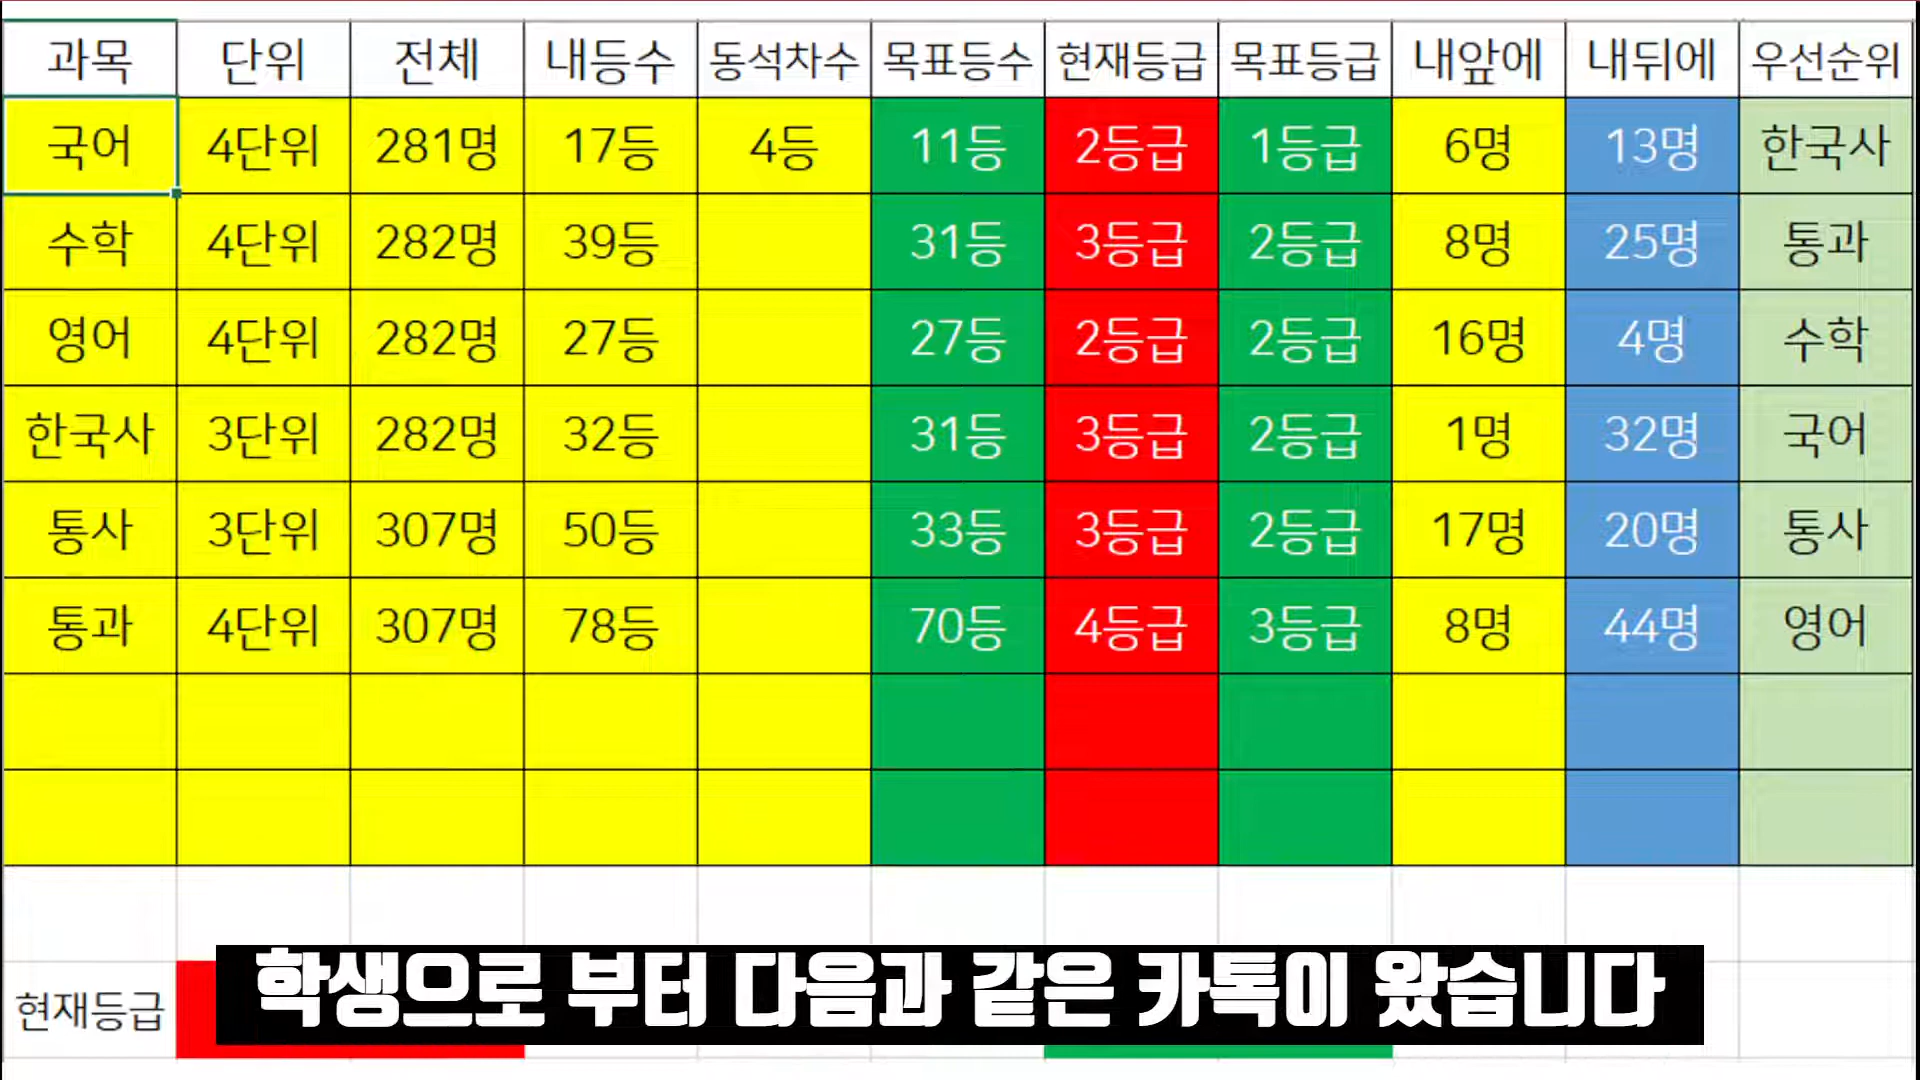 과목 단위 전체 내등수 동석차수 목표등수 현재등급 목표등급 내앞에 내뒤에 우선순위
국어 4단위 281명 17등 4등 11등 2등급 1등급 6명 13명 한국사
수학 4단위 282명 39등 31등 3등급 2등급 8명 25명 통과
영어 4단위 282명 27등 27등 2등급 2등급 16명 4명 수학
한국사 3단위 282명 32등 31등 3등급 2등급 1명 32명 국어
통사 3단위 307명 50등 33등 3등급 2등급 17명 20명 통사
통과 4단위 307명 78등 70등 4등급 3등급 8명 44명 영어
현재등급
학생으로 부터 다음과 같은 카톡이 왔습니다